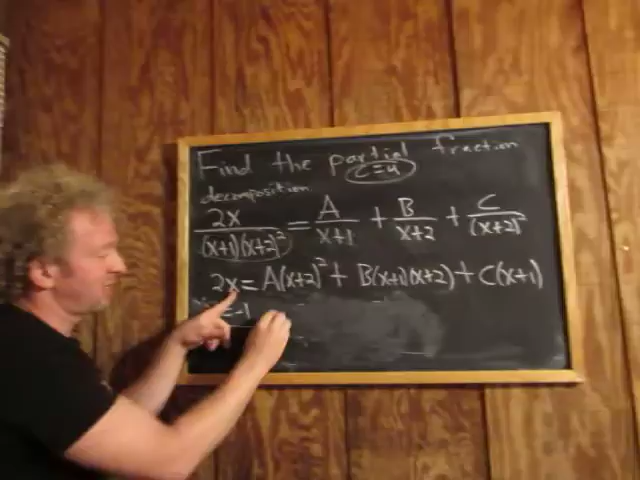 Find the partial fraction
decomposition
C=4
2x/(x+1)(x+2)² = A/x+1 + B/x+2 + C/(x+2)²
2x = A(x+2)² + B(x+1)(x+2) + C(x+1)
= -1